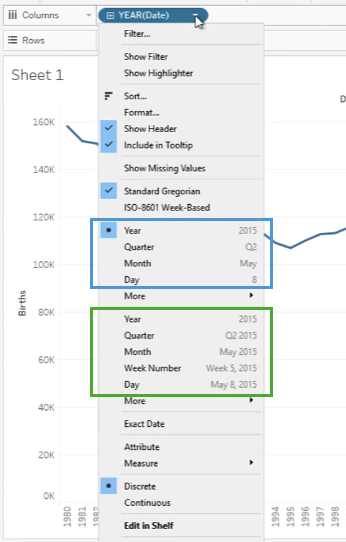 Columns
YEAR(Date)
Rows
Sheet 1
D
Filter...
Show Filter
Show Highlighter
Sort...
Format...
Show Header
Include in Tooltip
Show Missing Values
Standard Gregorian
ISO-8601 Week-Based
Year 2015
Quarter Q2
Month May
Day 8
More
Year 2015
Quarter Q2 2015
Month May 2015
Week Number Week 5, 2015
Day May 8, 2015
More
Exact Date
Attribute
Measure
Discrete
Continuous
Edit in Shelf
Births
160K
140K
120K
100K
80K
60K
40K
20K
0K
1980
1981
1994
1995
1996
1997
1998